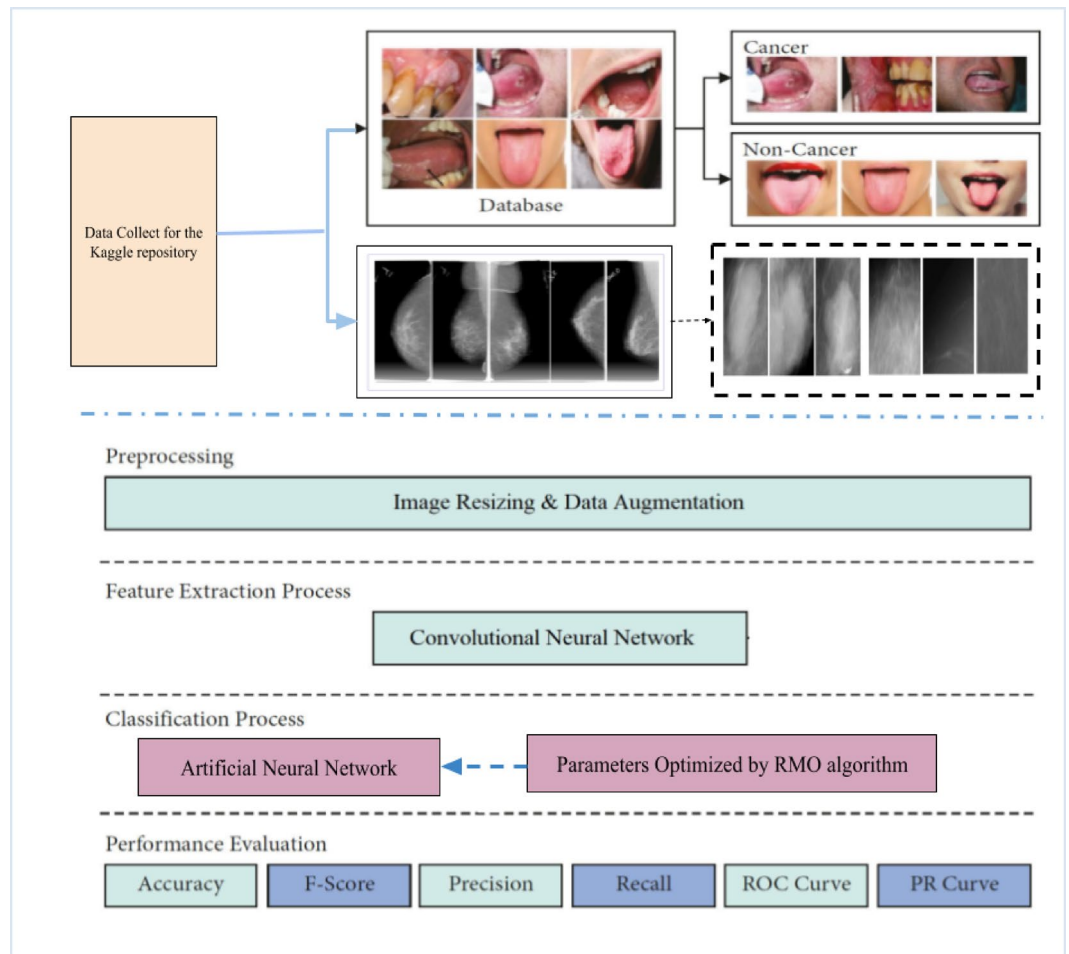 Data Collect for the
Kaggle repository
Database
Cancer
Non-Cancer
Preprocessing
Image Resizing & Data Augmentation
Feature Extraction Process
Convolutional Neural Network
Classification Process
Artificial Neural Network
Parameters Optimized by RMO algorithm
Performance Evaluation
Accuracy
F-Score
Precision
Recall
ROC Curve
PR Curve